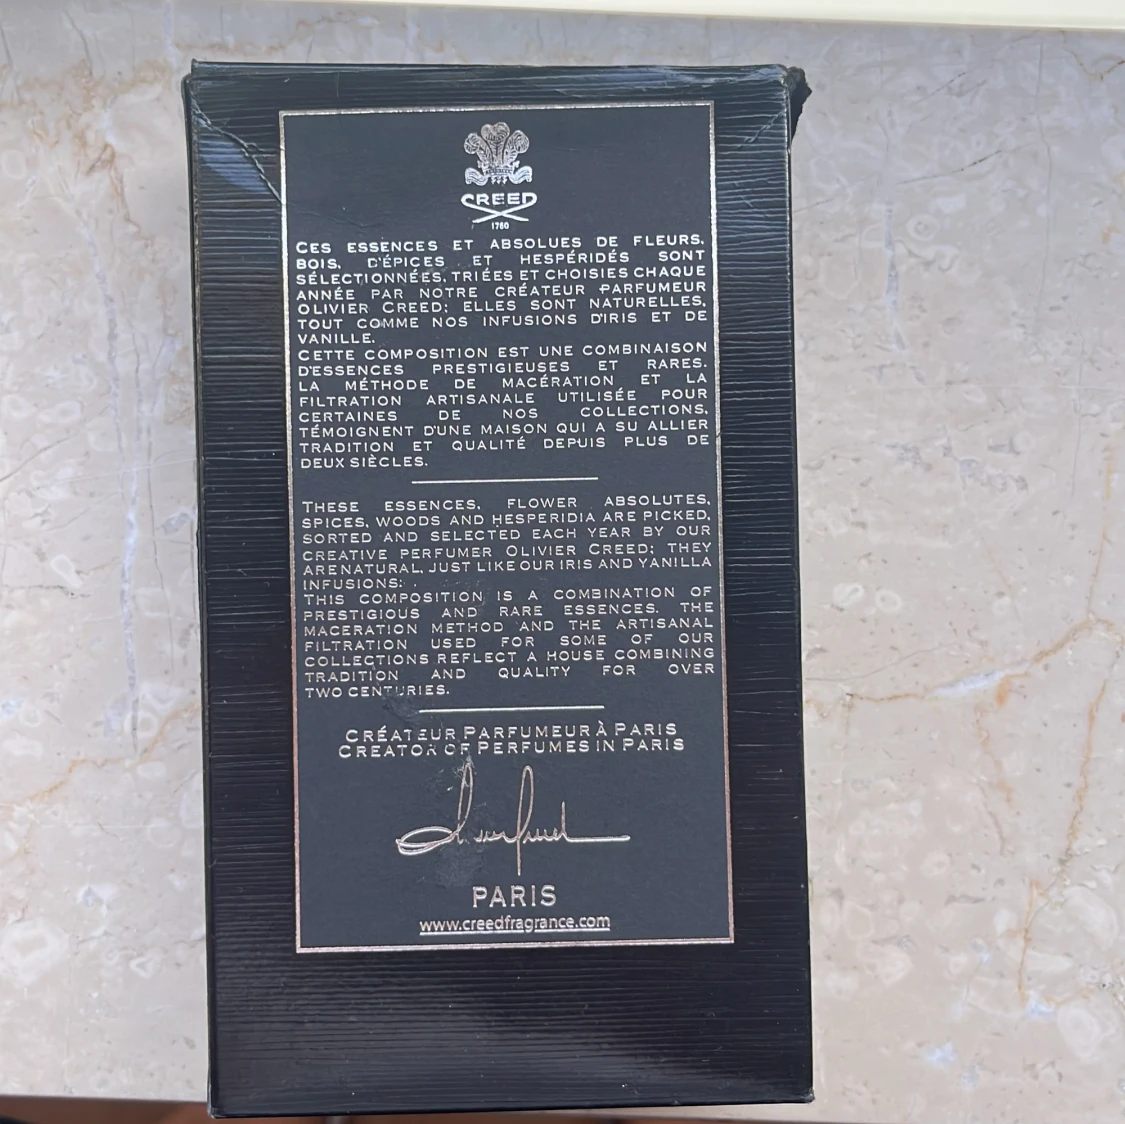 CREED
1760
CES ESSENCES ET ABSOLUES DE FLEURS,
BOIS, D'ÉPICES ET HESPÉRIDÉS SONT
SÉLECTIONNÉES, TRIÉES ET CHOISIES CHAQUE
ANNÉE PAR NOTRE CRÉATEUR PARFUMEUR
OLIVIER CREED; ELLES SONT NATURELLES,
TOUT COMME NOS INFUSIONS D'IRIS ET DE
VANILLE.
CETTE COMPOSITION EST UNE COMBINAISON
D'ESSENCES PRESTIGIEUSES ET RARES.
LA MÉTHODE DE MACÉRATION ET LA
FILTRATION ARTISANALE UTILISÉE POUR
CERTAINES DE NOS COLLECTIONS,
TÉMOIGNENT D'UNE MAISON QUI A SU ALLIER
TRADITION ET QUALITÉ DEPUIS PLUS DE
DEUX SIÈCLES.
THESE ESSENCES, FLOWER ABSOLUTES,
SPICES, WOODS AND HESPERIDIA ARE PICKED,
SORTED AND SELECTED EACH YEAR BY OUR
CREATIVE PERFUMER OLIVIER CREED; THEY
ARE NATURAL, JUST LIKE OUR IRIS AND VANILLA
INFUSIONS:
THIS COMPOSITION IS A COMBINATION OF
PRESTIGIOUS AND RARE ESSENCES. THE
MACERATION METHOD AND THE ARTISANAL
FILTRATION USED FOR SOME OF OUR
COLLECTIONS REFLECT A HOUSE COMBINING
TRADITION AND QUALITY FOR OVER
TWO CENTURIES.
CRÉATEUR PARFUMEUR À PARIS
CREATOR OF PERFUMES IN PARIS
PARIS
www.creedfragrance.com